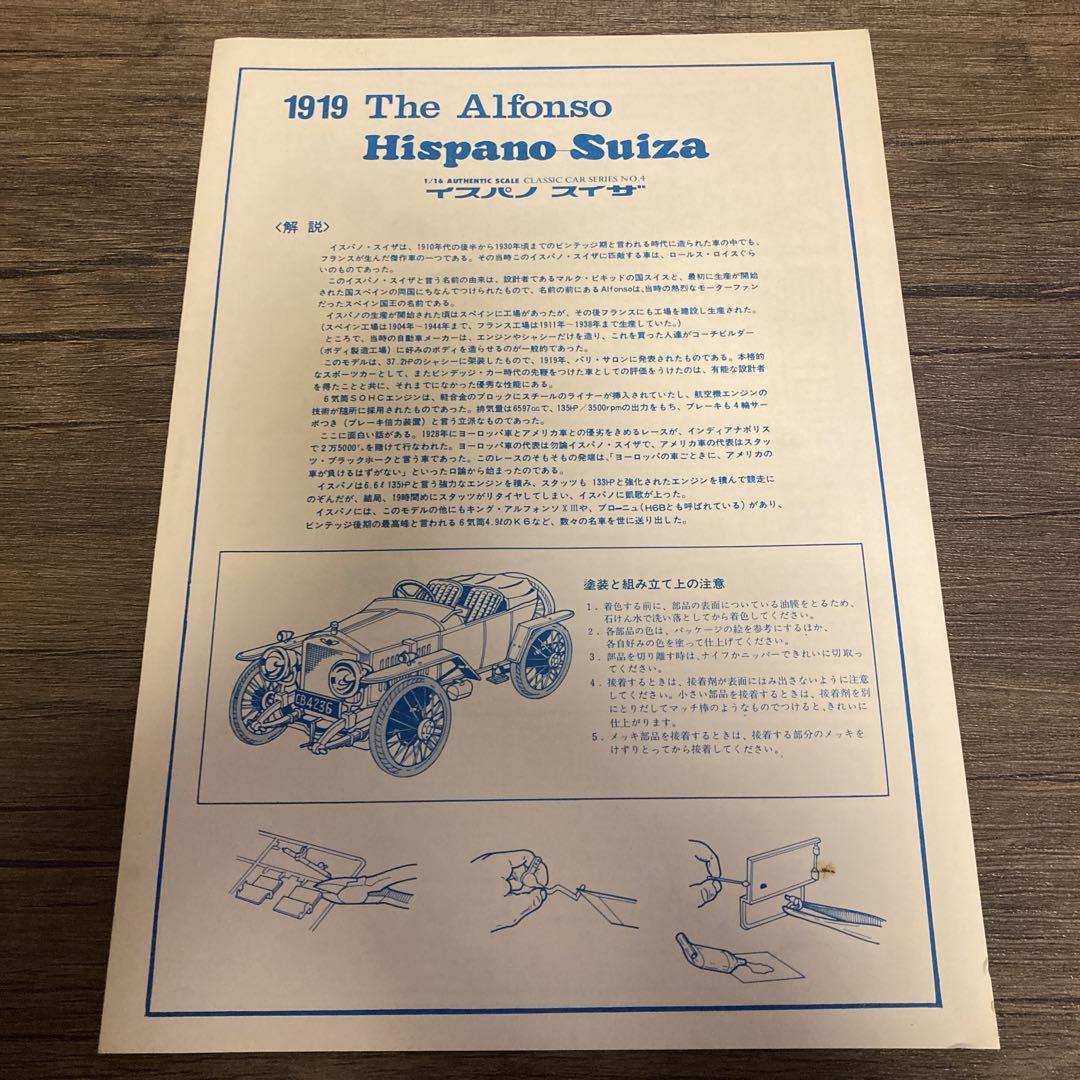 1919 The Alfonso
Hispano-Suiza
1/16 AUTHENTIC SCALE CLASSIC CAR SERIES NO.4
イスパノ スイザ
〈解 説〉
イスパノ・スイザは、1910年代の後半から1930年頃までのビンテッジ期と言われる時代に造られた車の中でも、
フランスが生んだ傑作車の一つである。その当時このイスパノ・スイザに匹敵する車は、ロールス・ロイスぐら
いのものであった。
このイスパノ・スイザと言う名前の由来は、設計者であるマルク・ビキッドの国スイスと、最初に生産が開始
された国スペインの両国にちなんでつけられたもので、名前の前にあるAlfonsoは、当時の熱烈なモーターファン
だったスペイン国王の名前である。
イスパノの生産が開始された頃はスペインに工場があったが、その後フランスにも工場を建設し生産された。
(スペイン工場は1904年~1944年まで、フランス工場は1911年~1938年まで生産していた。)
ところで、当時の自動車メーカーは、エンジンやシャシーだけを造り、これを買った人達がコーチビルダー
(ボディ製造工場)に好みのボディを造らせるのが一般的であった。
このモデルは、37.2HPのシャシーに架装したもので、1919年、パリ・サロンに発表されたものである。本格的
なスポーツカーとして、またビンデッジ・カー時代の先鞭をつけた車としての評価をうけたのは、有能な設計者
を得たことと共に、それまでになかった優秀な性能にある。
6気筒SOHCエンジンは、軽合金のブロックにスチールのライナーが挿入されていたし、航空機エンジンの
技術が随所に採用されたものであった。排気量は6597ccで、135HP/3500rpmの出力をもち、ブレーキも4輪サー
ボつき(ブレーキ倍力装置)と言う立派なものであった。
ここに面白い話がある。1928年にヨーロッパ車とアメリカ車との優劣をきめるレースが、インディアナポリス
で2万5000㌦を賭けて行なわれた。ヨーロッパ車の代表は勿論イスパノ・スイザで、アメリカ車の代表はスタッ
ツ・ブラックホークと言う車であった。このレースのそもそもの発端は、「ヨーロッパの車ごときに、アメリカの
車が負けるはずがない」といった口論から始まったのである。
イスパノは6.6ℓ135HPと言う強力なエンジンを積み、スタッツも133HPと強化されたエンジンを積んで競走に
のぞんだが、結局、19時間めにスタッツがリタイヤしてしまい、イスパノに凱歌が上った。
イスパノには、このモデルの他にもキング・アルフォンソXIIIや、ブローニュ(H6Bとも呼ばれている)があり、
ビンテッジ後期の最高峰と言われる6気筒4.9ℓのK6など、数々の名車を世に送り出した。
塗装と組み立て上の注意
1. 着色する前に、部品の表面についている油膜をとるため、
石けん水で洗い落としてから着色してください。
2. 各部品の色は、パッケージの絵を参考にするほか、
各自好みの色を塗って仕上げてください。
3. 部品を切り離す時は、ナイフかニッパーできれいに切取っ
てください。
4. 接着するときは、接着剤が表面にはみ出さないように注意
してください。小さい部品を接着するときは、接着剤を別
にとりだしてマッチ棒のようなものでつけると、きれいに
仕上がります。
5. メッキ部品を接着するときは、接着する部分のメッキを
けずりとってから接着してください。
CB4236